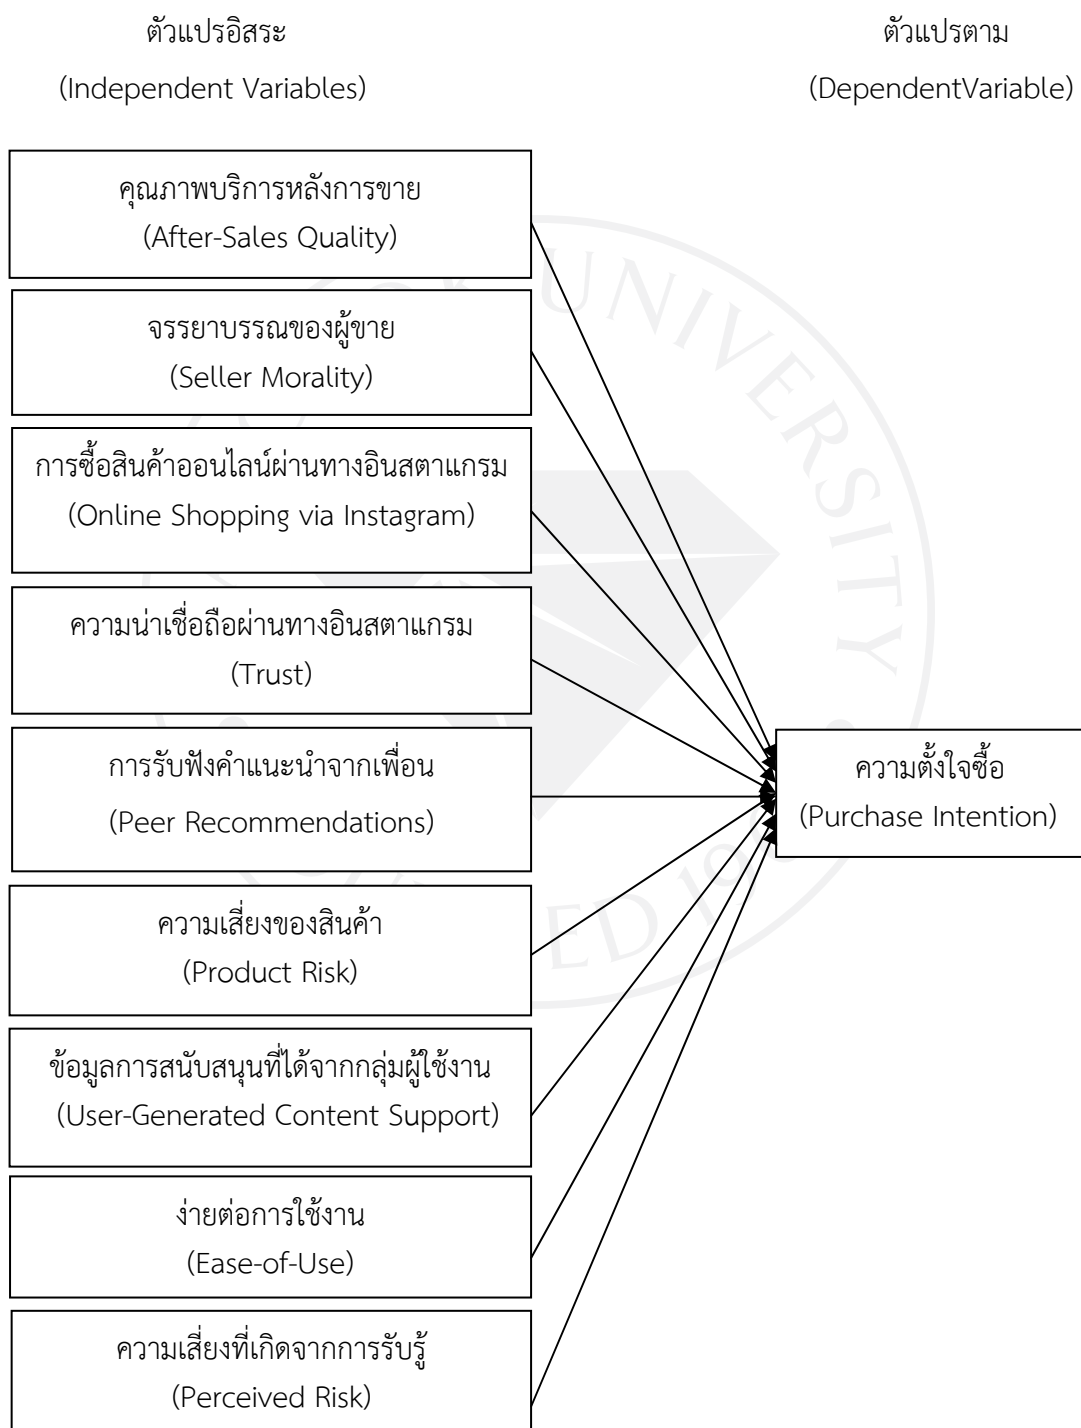 ตัวแปรอิสระ
(Independent Variables)
ตัวแปรตาม
(DependentVariable)
คุณภาพบริการหลังการขาย
(After-Sales Quality)
จรรยาบรรณของผู้ขาย
(Seller Morality)
การซื้อสินค้าออนไลน์ผ่านทางอินสตาแกรม
(Online Shopping via Instagram)
ความน่าเชื่อถือผ่านทางอินสตาแกรม
(Trust)
การรับฟังคำแนะนำจากเพื่อน
(Peer Recommendations)
ความเสี่ยงของสินค้า
(Product Risk)
ข้อมูลการสนับสนุนที่ได้จากกลุ่มผู้ใช้งาน
(User-Generated Content Support)
ง่ายต่อการใช้งาน
(Ease-of-Use)
ความเสี่ยงที่เกิดจากการรับรู้
(Perceived Risk)
ความตั้งใจซื้อ
(Purchase Intention)
UNIVERSITY